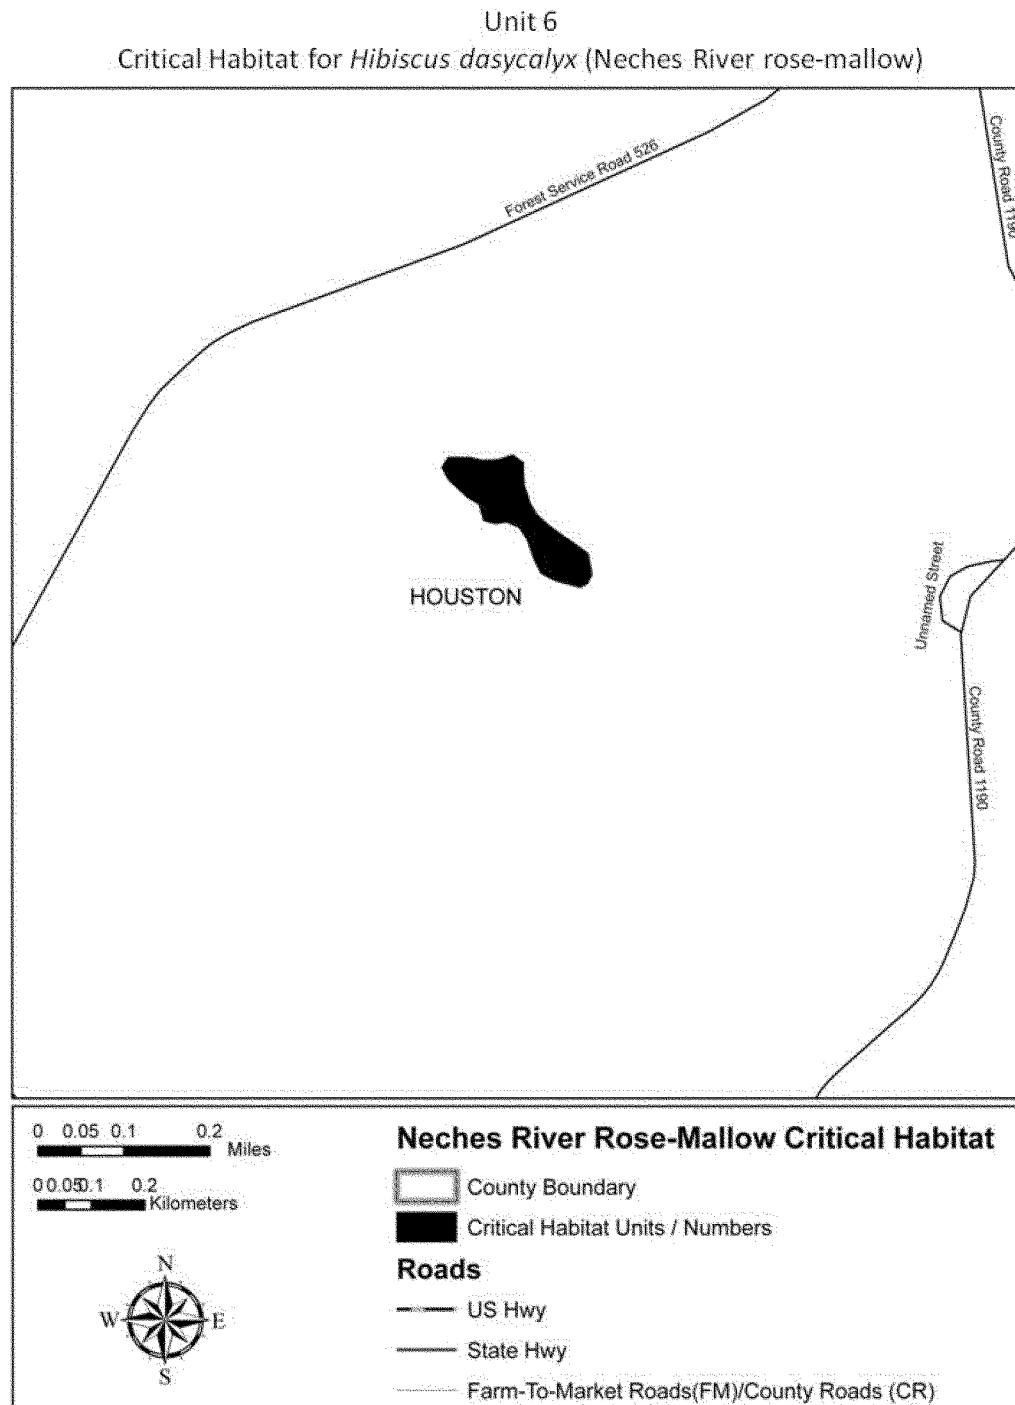 Unit 6
Critical Habitat for Hibiscus dasycalyx (Neches River rose-mallow)
County Road 1190
Forest Service Road 526
HOUSTON
Unnamed Street
County Road 1190
0 0.05 0.1 0.2
Miles
0 0.05 0.1 0.2
Kilometers
N
W E
S
Neches River Rose-Mallow Critical Habitat
County Boundary
Critical Habitat Units / Numbers
Roads
US Hwy
State Hwy
Farm-To-Market Roads(FM)/County Roads (CR)